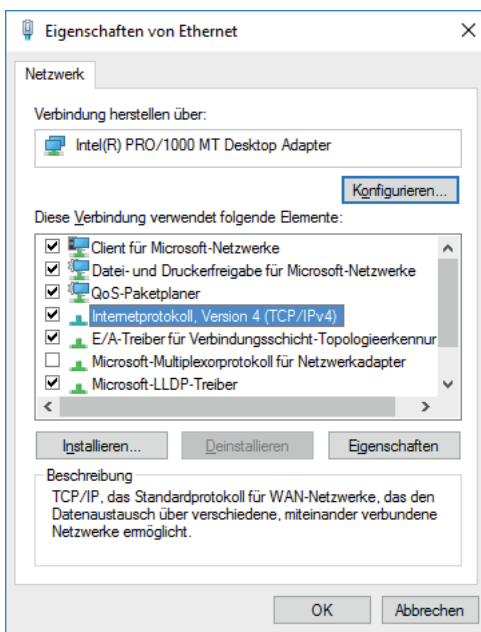 Eigenschaften von Ethernet
Netzwerk
Verbindung herstellen über:
Intel(R) PRO/1000 MT Desktop Adapter
Konfigurieren...
Diese Verbindung verwendet folgende Elemente:
Client für Microsoft-Netzwerke
Datei- und Druckerfreigabe für Microsoft-Netzwerke
QoS-Paketplaner
Internetprotokoll, Version 4 (TCP/IPv4)
E/A-Treiber für Verbindungsschicht-Topologieerkennur
Microsoft-Multiplexorprotokoll für Netzwerkadapter
Microsoft-LLDP-Treiber
Installieren... Deinstallieren Eigenschaften
Beschreibung
TCP/IP, das Standardprotokoll für WAN-Netzwerke, das den
Datenaustausch über verschiedene, miteinander verbundene
Netzwerke ermöglicht.
OK Abbrechen